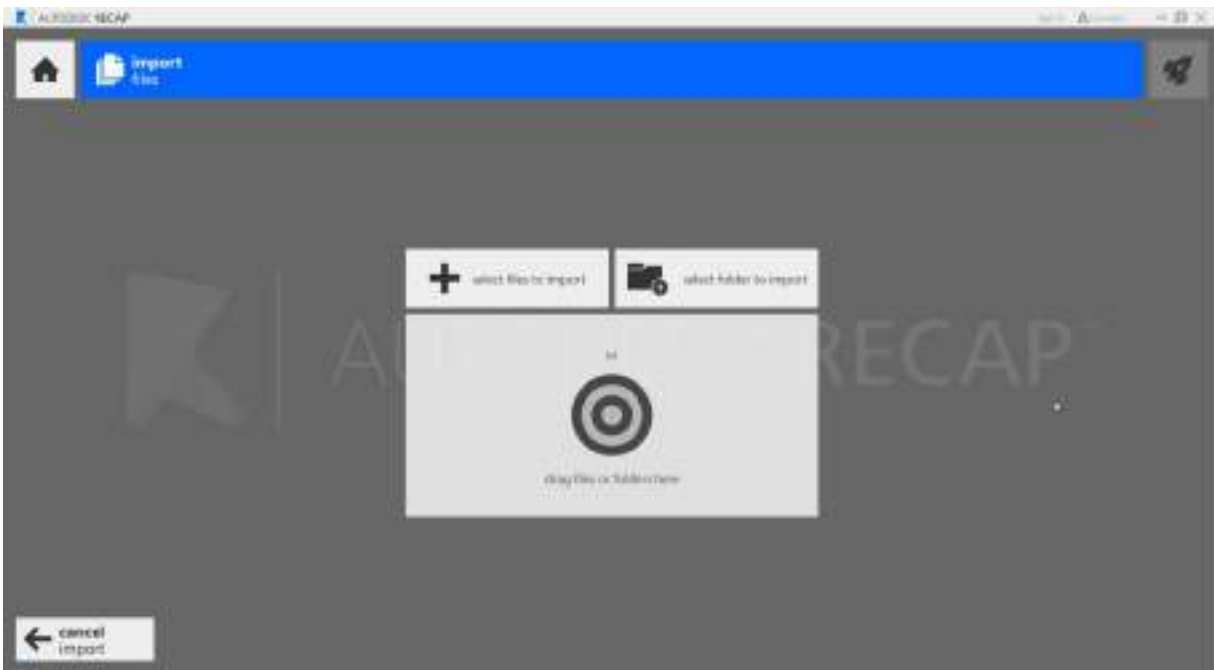 AUTODESK RECAP
import
files
select files to import
select folder to import
AUTODESK RECAP
or
drag files or folders here
cancel
import